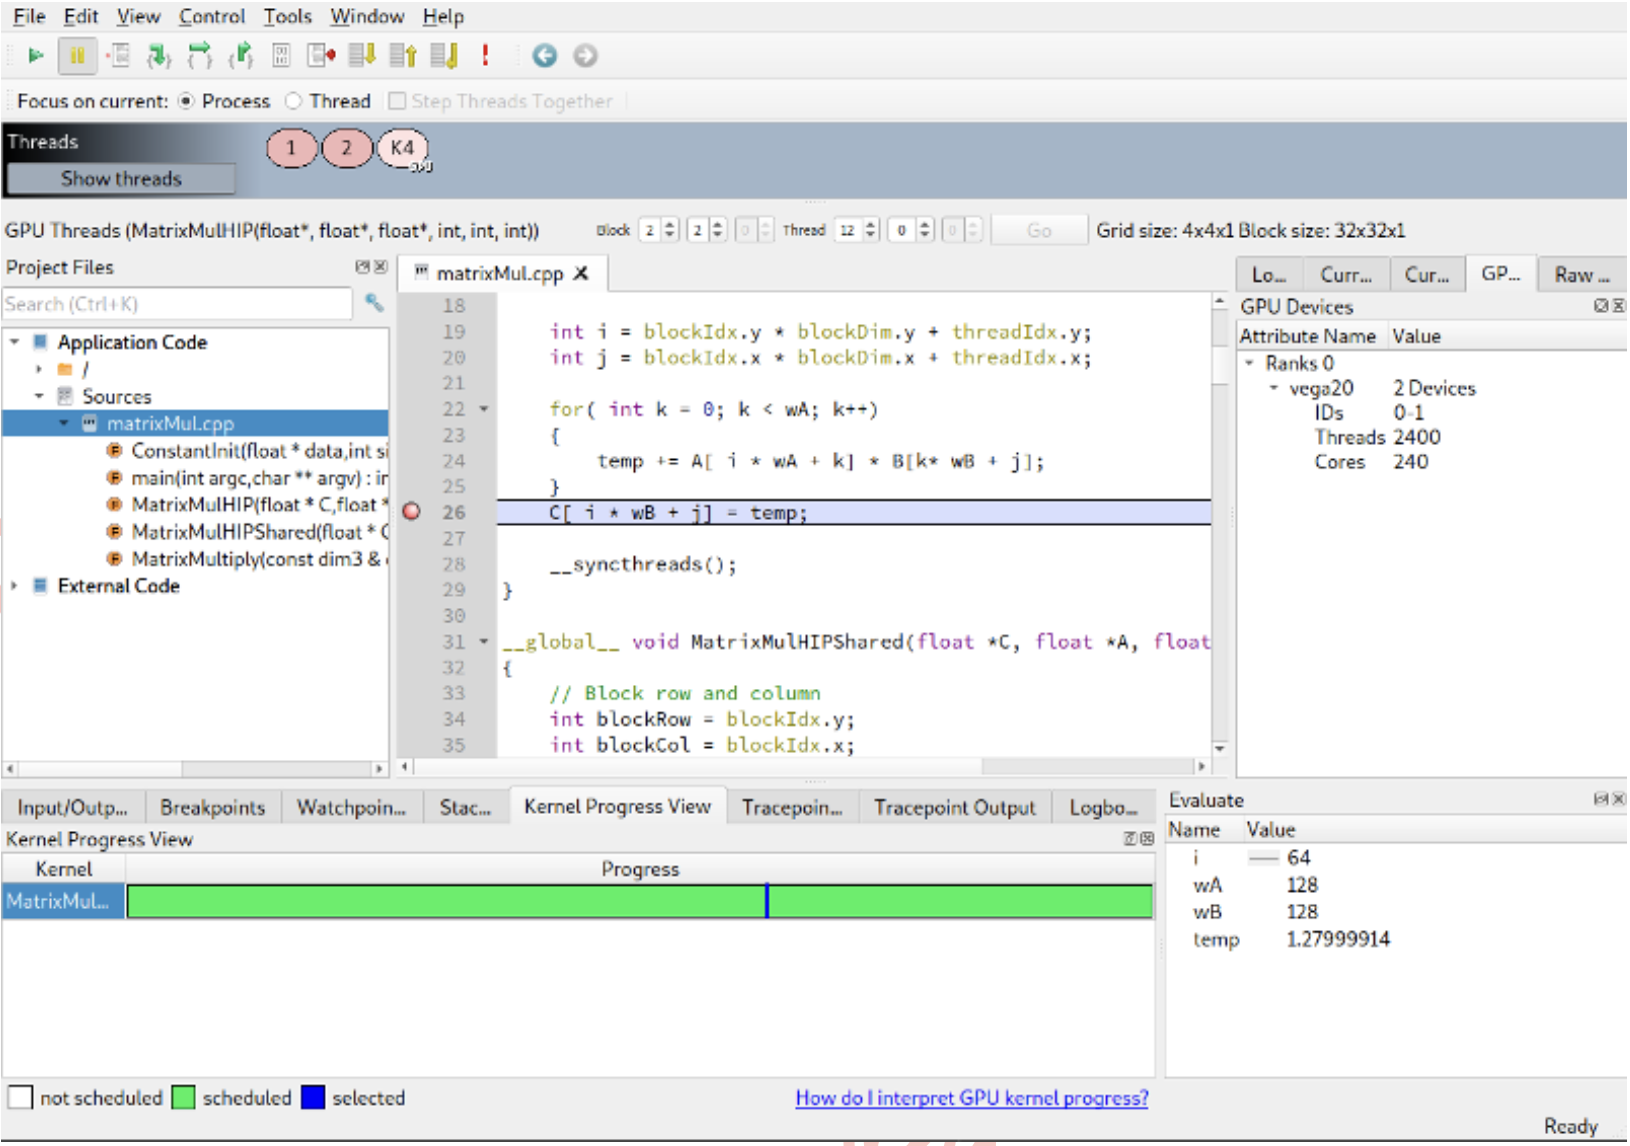 File Edit View Control Tools Window Help
Focus on current: Process Thread Step Threads Together
Threads
1 2 K4
GPU
Show threads
GPU Threads (MatrixMulHIP(float*, float*, float*, int, int, int)) Block 2 2 0 Thread 12 0 0 Go Grid size: 4x4x1 Block size: 32x32x1
Project Files
Search (Ctrl+K)
Application Code
/
Sources
matrixMul.cpp
ConstantInit(float * data,int si
main(int argc,char ** argv) : in
MatrixMulHIP(float * C,float *
MatrixMulHIPShared(float * C
MatrixMultiply(const dim3 &
External Code
matrixMul.cpp
18
19 int i = blockIdx.y * blockDim.y + threadIdx.y;
20 int j = blockIdx.x * blockDim.x + threadIdx.x;
21
22 for( int k = 0; k < wA; k++)
23 {
24 temp += A[ i * wA + k] * B[k* wB + j];
25 }
26 C[ i * wB + j] = temp;
27
28 __syncthreads();
29 }
30
31 __global__ void MatrixMulHIPShared(float *C, float *A, float
32 {
33 // Block row and column
34 int blockRow = blockIdx.y;
35 int blockCol = blockIdx.x;
Lo... Curr... Cur... GP... Raw ...
GPU Devices
Attribute Name Value
Ranks 0
vega20 2 Devices
IDs 0-1
Threads 2400
Cores 240
Input/Outp... Breakpoints Watchpoin... Stac... Kernel Progress View Tracepoin... Tracepoint Output Logbo...
Kernel Progress View
Kernel Progress
MatrixMul...
not scheduled scheduled selected
How do I interpret GPU kernel progress?
Evaluate
Name Value
i 64
wA 128
wB 128
temp 1.27999914
Ready